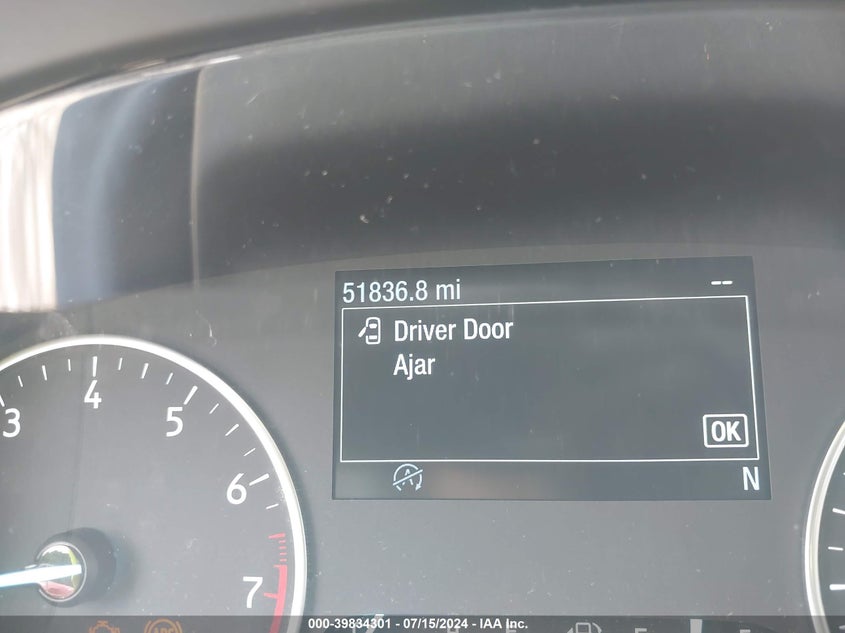 51836.8 mi --
Driver Door
Ajar
OK
A
N
3
4
5
6
7
ABS
000-39834301 - 07/15/2024 - IAA Inc.